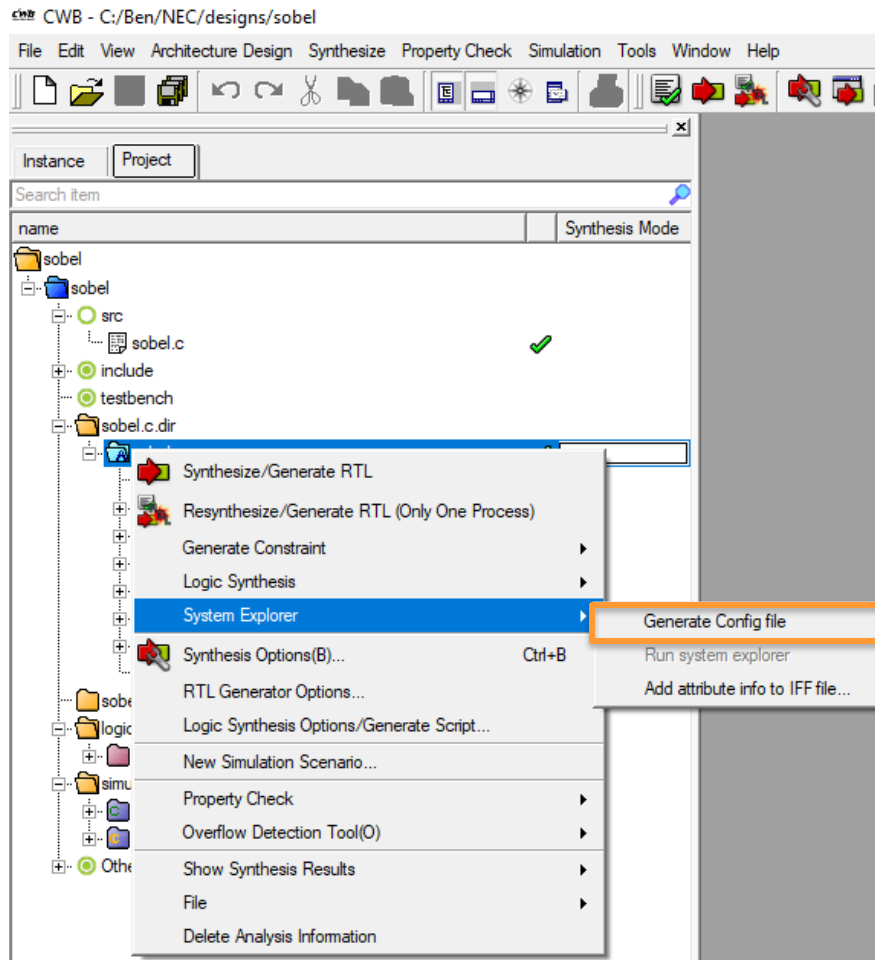 CWB - C:/Ben/NEC/designs/sobel
File Edit View Architecture Design Synthesize Property Check Simulation Tools Window Help
Instance Project
Search item
name Synthesis Mode
sobel
sobel
src
sobel.c
include
testbench
sobel.c.dir
Synthesize/Generate RTL
Resynthesize/Generate RTL (Only One Process)
Generate Constraint
Logic Synthesis
System Explorer
Generate Config file
Synthesis Options(B)... Ctrl+B
Run system explorer
RTL Generator Options...
Add attribute info to IFF file...
Logic Synthesis Options/Generate Script...
New Simulation Scenario...
Property Check
Overflow Detection Tool(O)
Show Synthesis Results
File
Delete Analysis Information